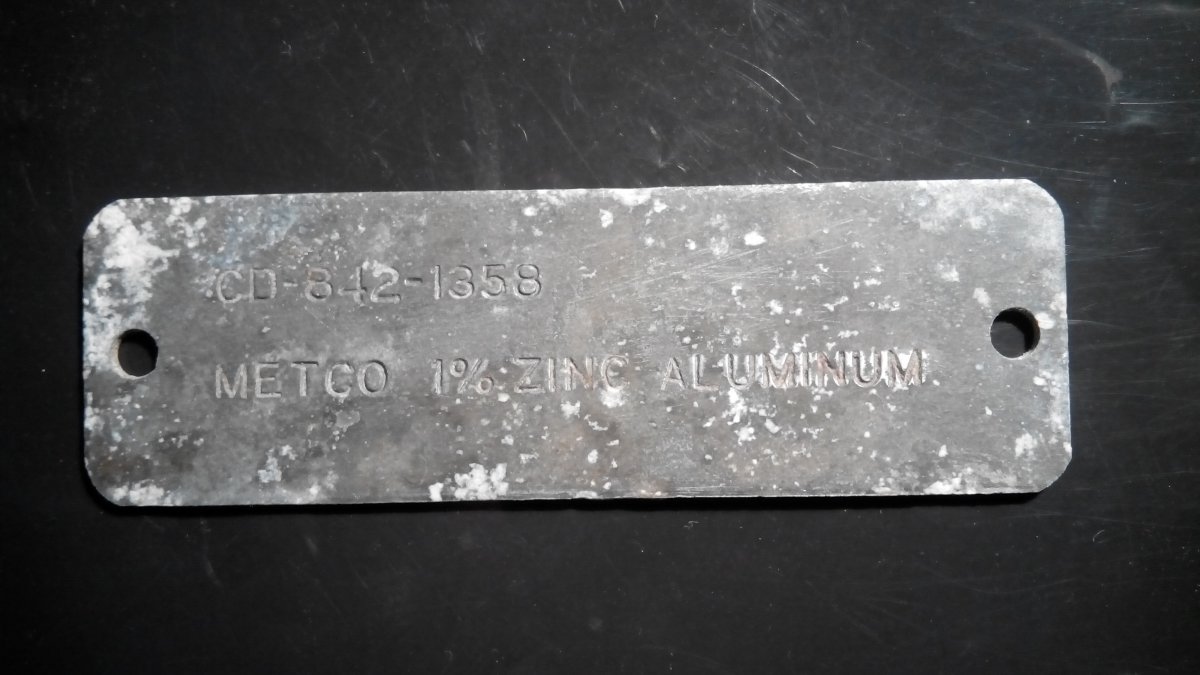 CD-842-1358
METCO 1% ZINC ALUMINUM